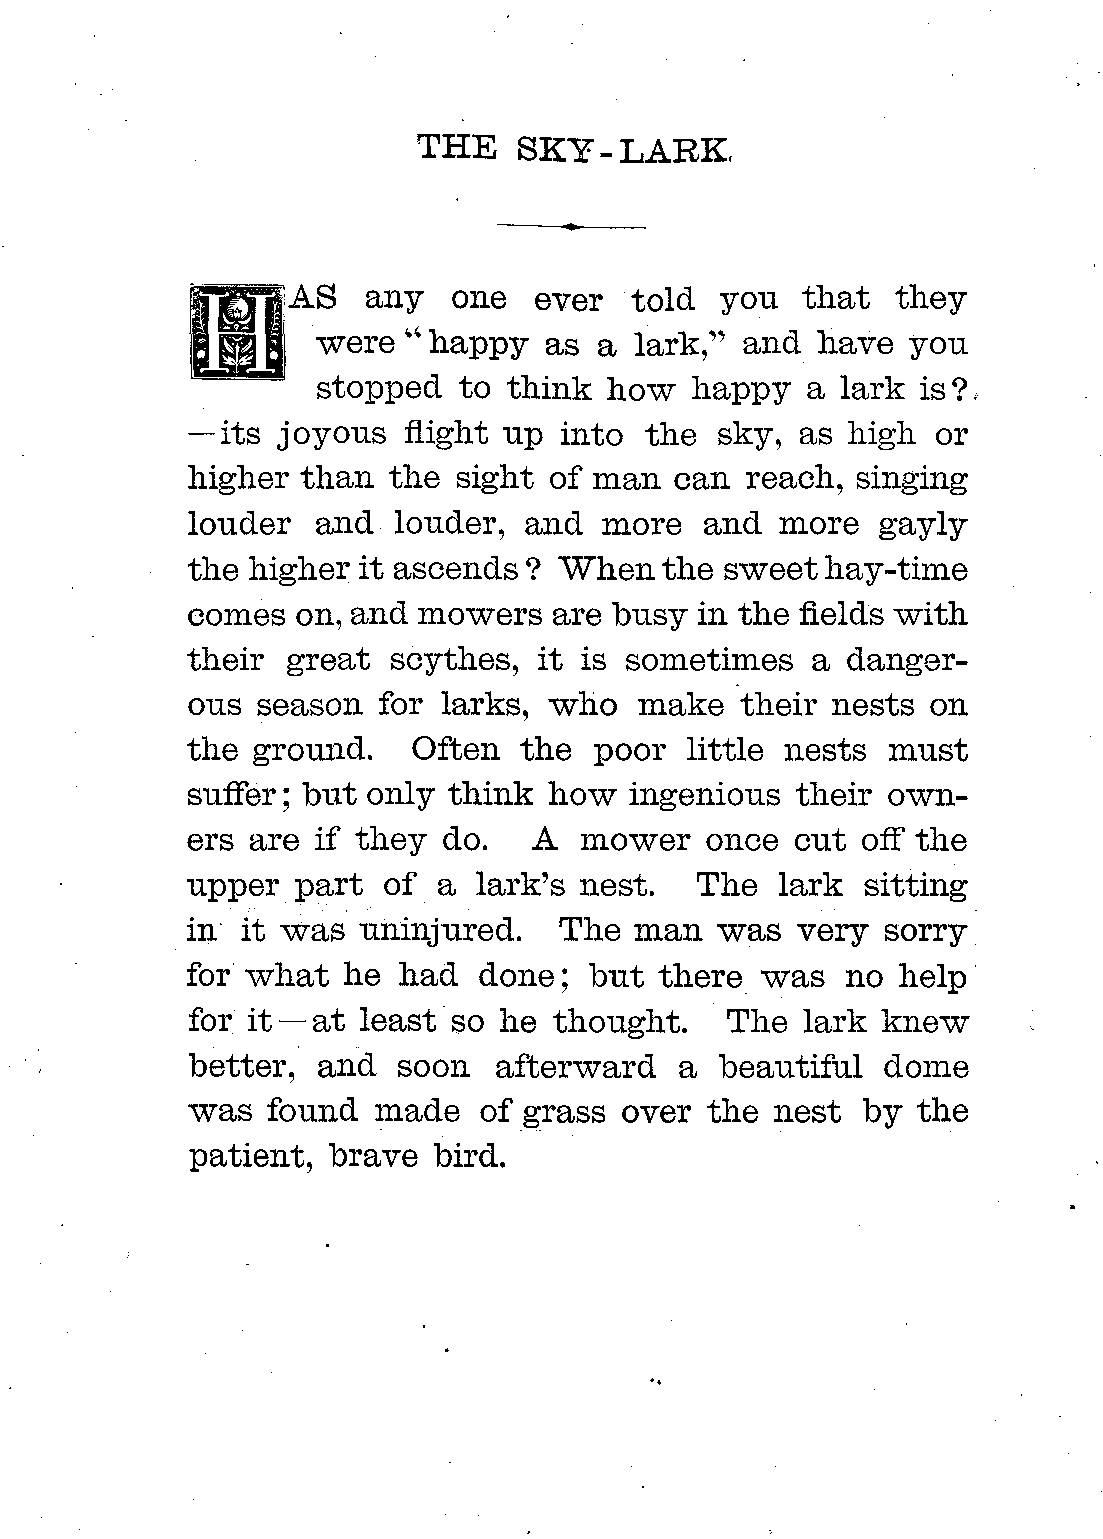 THE SKY-LARK.
HAS any one ever told you that they
were "happy as a lark," and have you
stopped to think how happy a lark is?
—its joyous flight up into the sky, as high or
higher than the sight of man can reach, singing
louder and louder, and more and more gayly
the higher it ascends? When the sweet hay-time
comes on, and mowers are busy in the fields with
their great scythes, it is sometimes a danger-
ous season for larks, who make their nests on
the ground. Often the poor little nests must
suffer; but only think how ingenious their own-
ers are if they do. A mower once cut off the
upper part of a lark's nest. The lark sitting
in it was uninjured. The man was very sorry
for what he had done; but there was no help
for it—at least so he thought. The lark knew
better, and soon afterward a beautiful dome
was found made of grass over the nest by the
patient, brave bird.